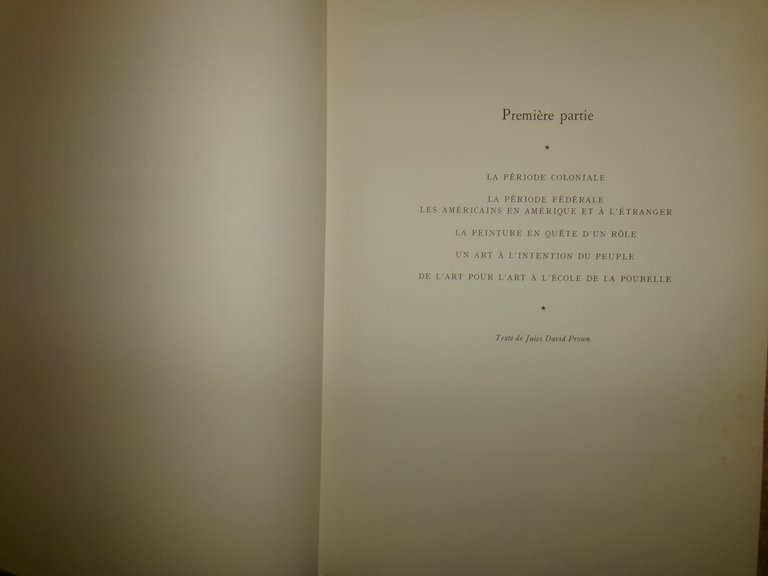 Première partie
★
LA PÉRIODE COLONIALE
LA PÉRIODE FÉDÉRALE
LES AMÉRICAINS EN AMÉRIQUE ET À L'ÉTRANGER
LA PEINTURE EN QUÊTE D'UN RÔLE
UN ART À L'INTENTION DU PEUPLE
DE L'ART POUR L'ART À L'ÉCOLE DE LA POUBELLE
★
Texte de Jules David Prown